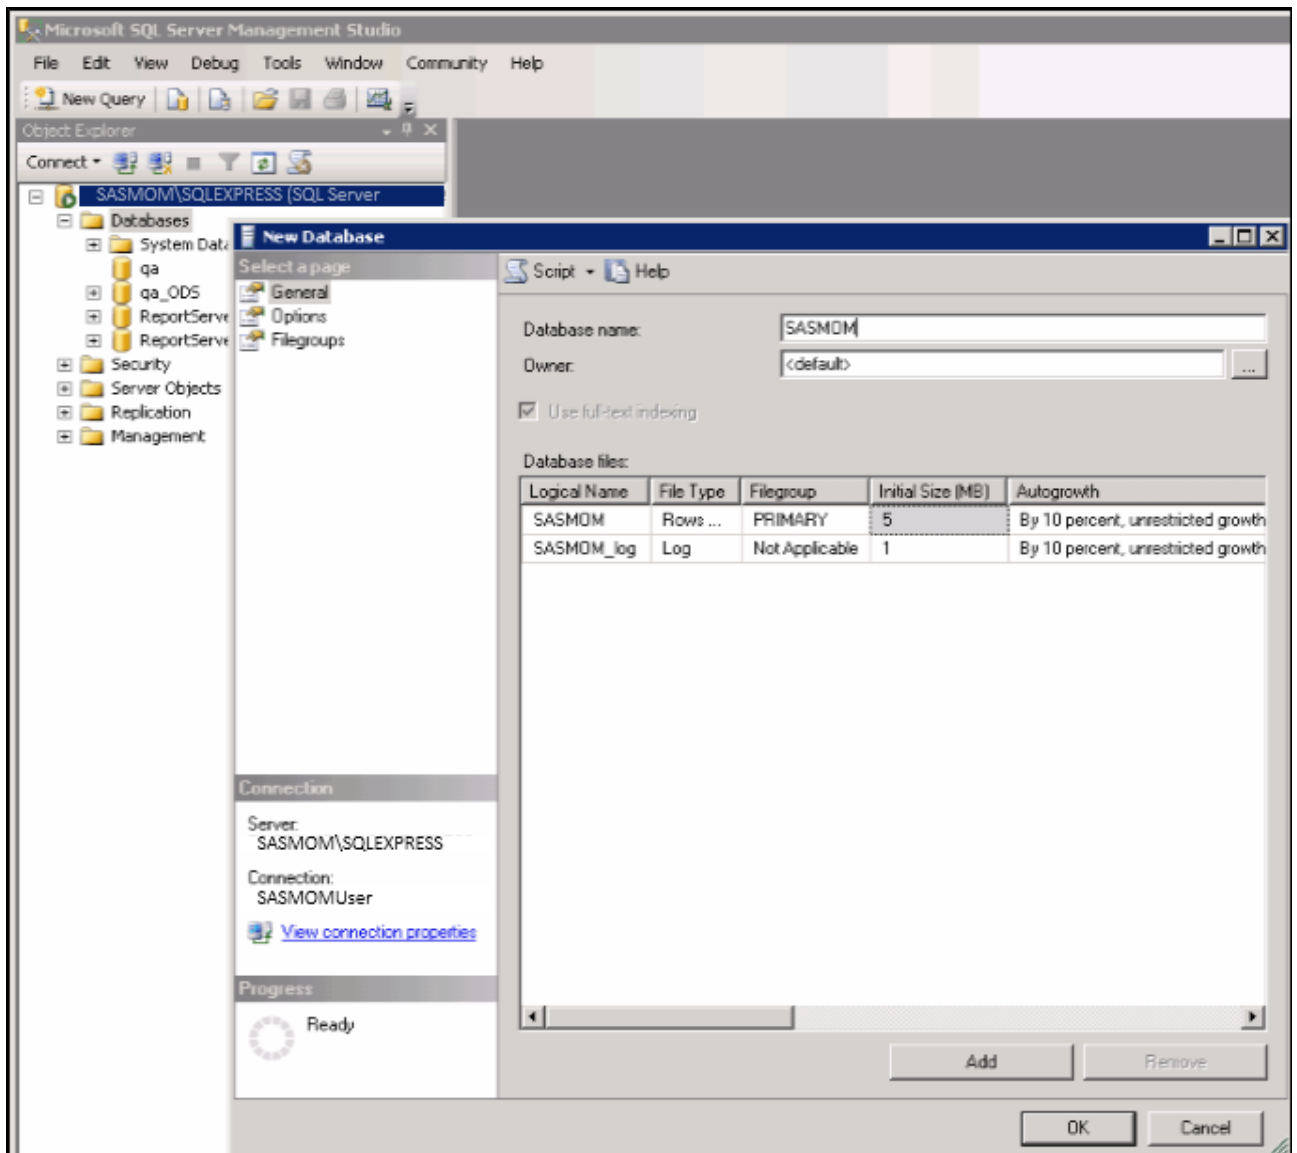 Microsoft SQL Server Management Studio
File Edit View Debug Tools Window Community Help
New Query
Object Explorer
Connect
SASMOM\SQLEXPRESS (SQL Server
Databases
System Data
qa
qa_ODS
ReportServe
ReportServe
Security
Server Objects
Replication
Management
New Database
Select a page
General
Options
Filegroups
Connection
Server:
SASMOM\SQLEXPRESS
Connection:
SASMOMUser
View connection properties
Progress
Ready
Script Help
Database name: SASMOM
Owner: <default> ...
Use full-text indexing
Database files:
Logical Name File Type Filegroup Initial Size (MB) Autogrowth
SASMOM Rows ... PRIMARY 5 By 10 percent, unrestricted growth
SASMOM_log Log Not Applicable 1 By 10 percent, unrestricted growth
Add Remove
OK Cancel